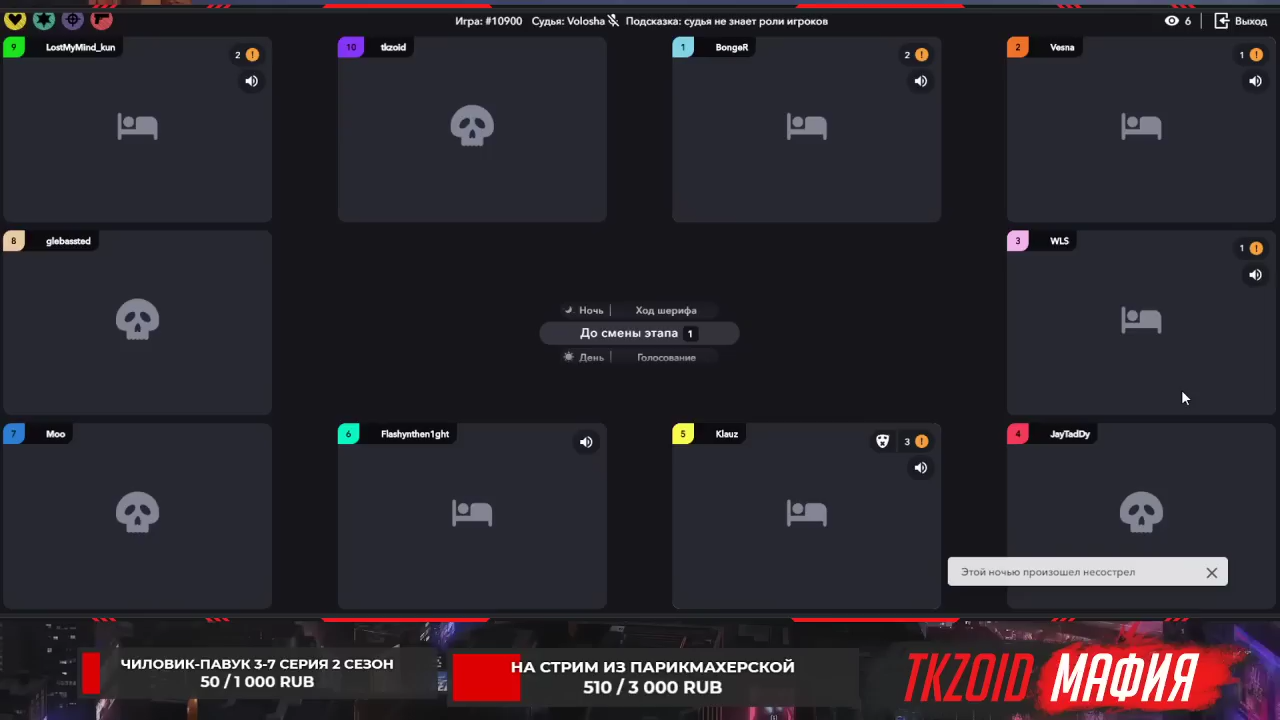 Игра: #10900 Судья: Volosha Подсказка: судья не знает роли игроков
6 Выход
9 LostMyMind_kun 2 !
10 tkzoid
1 BongeR 2 !
2 Vesna 1 !
8 glebassted
3 WLS 1 !
Ночь | Ход шерифа
До смены этапа 1
День | Голосование
7 Moo
6 Flashynthen1ght
5 Klauz 3 !
4 JayTadDy
Этой ночью произошел несострел
ЧИЛОВИК-ПАВУК 3-7 СЕРИЯ 2 СЕЗОН
50 / 1 000 RUB
НА СТРИМ ИЗ ПАРИКМАХЕРСКОЙ
510 / 3 000 RUB
TKZOID МАФИЯ